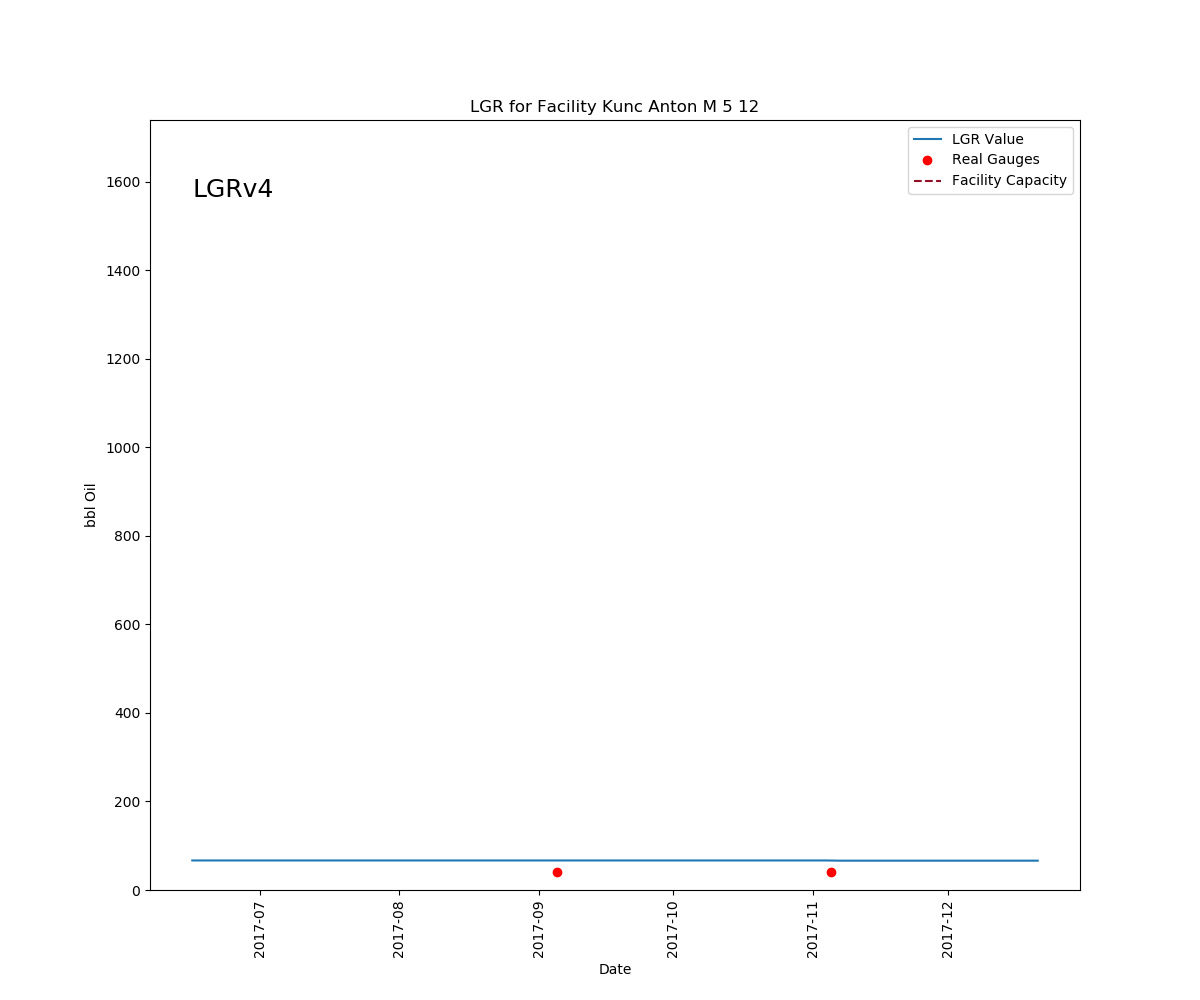 LGR for Facility Kunc Anton M 5 12
LGRv4
LGR Value
Real Gauges
Facility Capacity
1600
1400
1200
1000
800
600
400
200
0
bbl Oil
2017-07
2017-08
2017-09
2017-10
2017-11
2017-12
Date